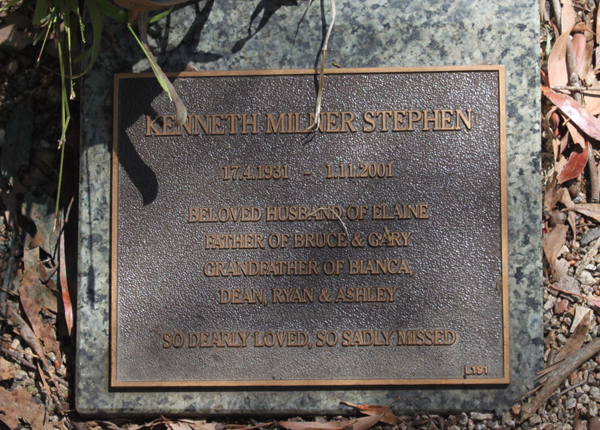 KENNETH MILNER STEPHEN
17.4.1931 - 1.11.2001
BELOVED HUSBAND OF ELAINE
FATHER OF BRUCE & GARY
GRANDFATHER OF BIANCA,
DEAN, RYAN & ASHLEY
SO DEARLY LOVED, SO SADLY MISSED
L191